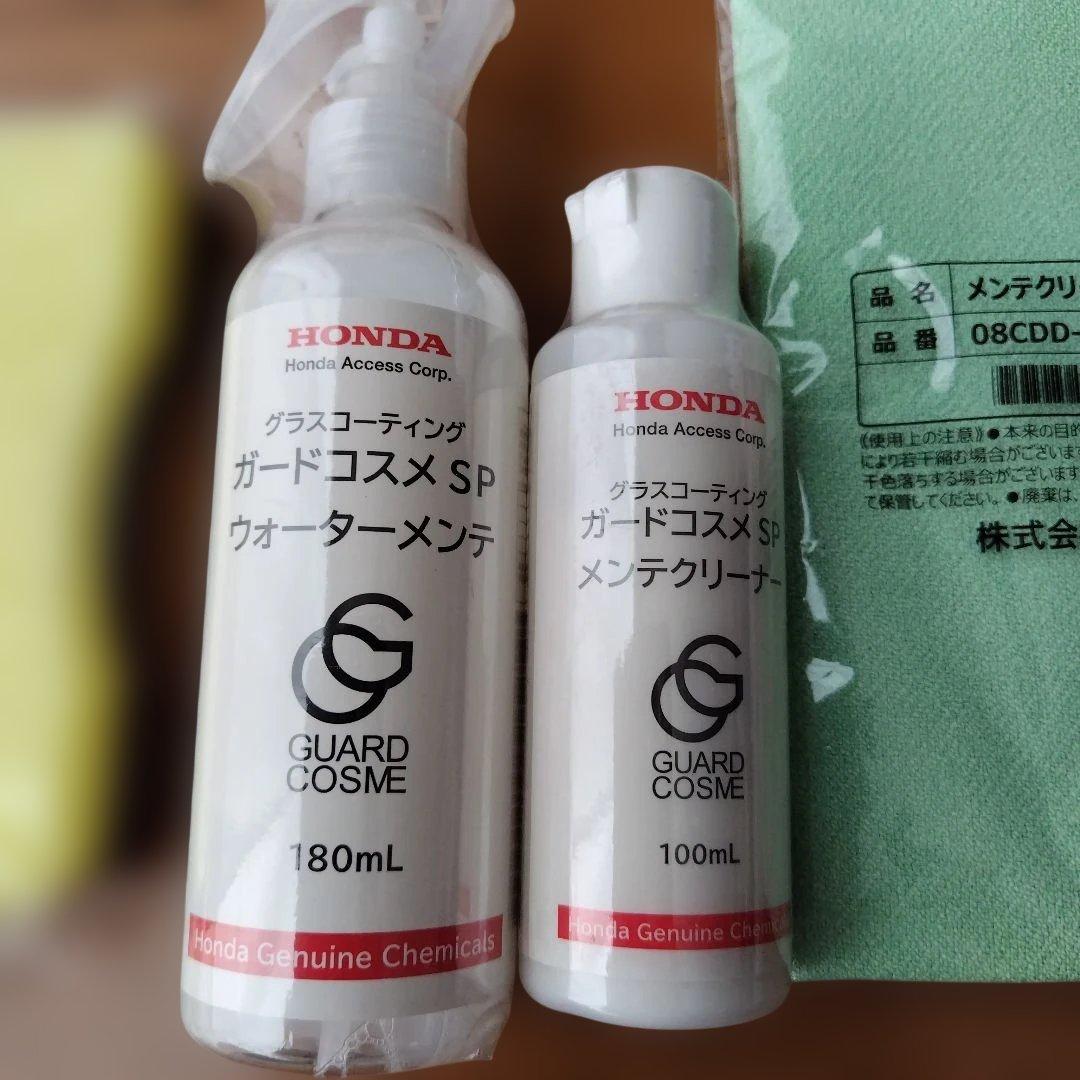 HONDA
Honda Access Corp.
グラスコーティング
ガードコスメ SP
ウォーターメンテ
GUARD
COSME
180mL
Honda Genuine Chemicals
HONDA
Honda Access Corp.
グラスコーティング
ガードコスメ SP
メンテクリーナー
GUARD
COSME
100mL
Honda Genuine Chemical
品 名 メンテクリ
品 番 08CDD-
《使用上の注意》●本来の目的
により若干縮む場合がございます
千色落ちする場合がございます
て保管してください。●廃棄は、
株式会